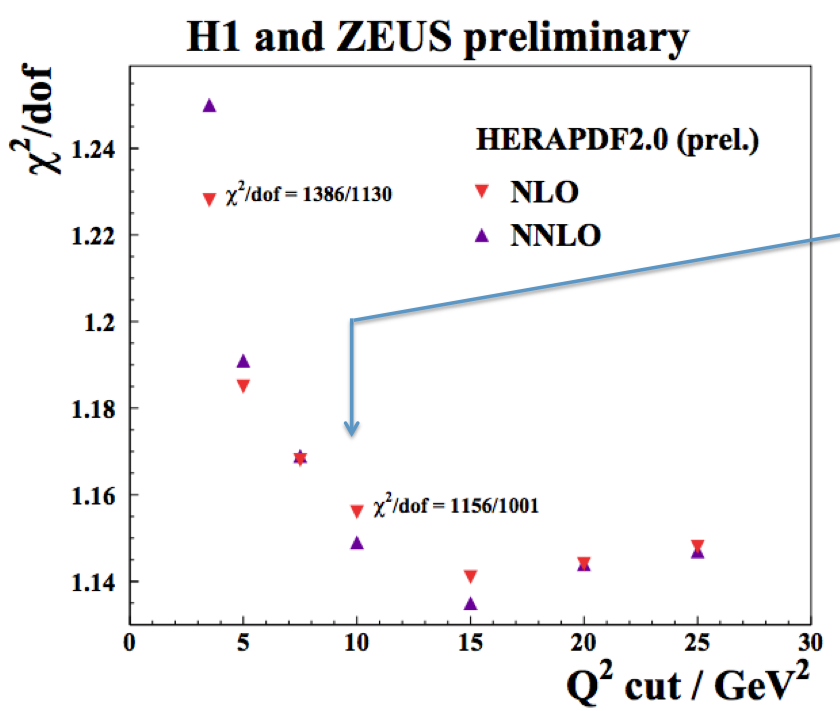 H1 and ZEUS preliminary
χ²/dof
HERAPDF2.0 (prel.)
NLO
NNLO
χ²/dof = 1386/1130
χ²/dof = 1156/1001
1.24
1.22
1.2
1.18
1.16
1.14
0 5 10 15 20 25 30
Q² cut / GeV²